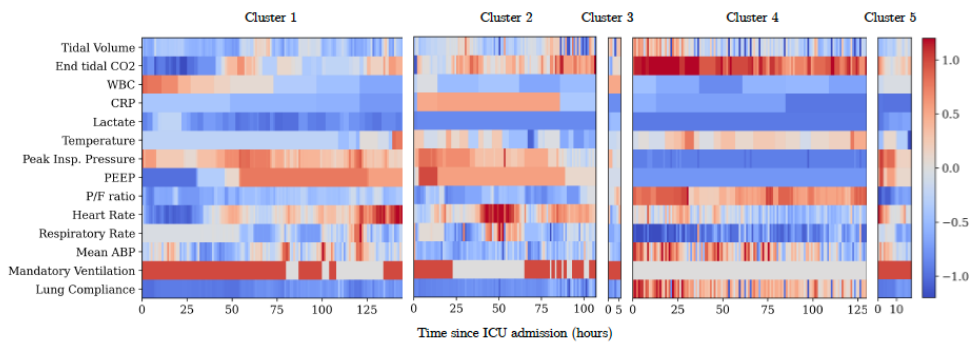 Cluster 1 Cluster 2 Cluster 3 Cluster 4 Cluster 5
Tidal Volume
End tidal CO2
WBC
CRP
Lactate
Temperature
Peak Insp. Pressure
PEEP
P/F ratio
Heart Rate
Respiratory Rate
Mean ABP
Mandatory Ventilation
Lung Compliance
1.0
0.5
0.0
−0.5
−1.0
0 25 50 75 100 125 0 25 50 75 100 0 5 0 25 50 75 100 125 0 10
Time since ICU admission (hours)